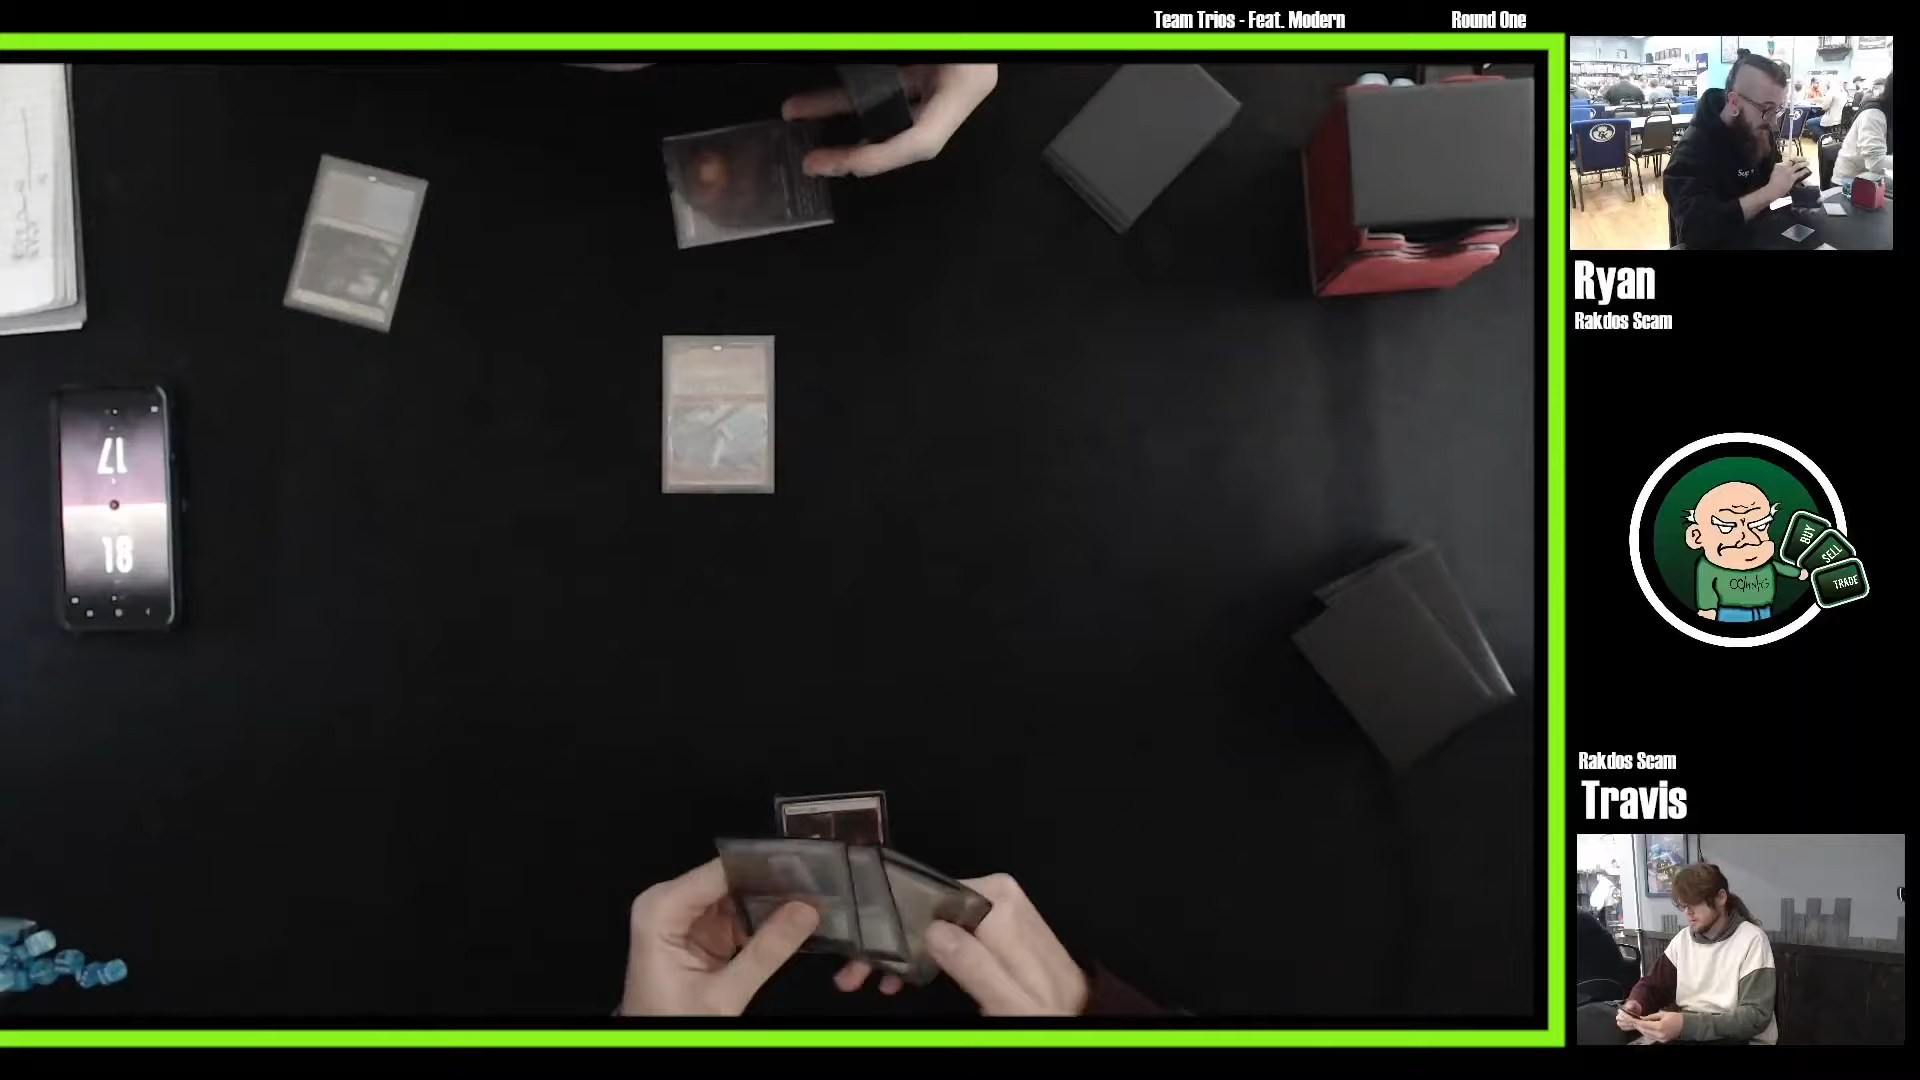 Team Trios - Feat. Modern
Round One
Ryan
Rakdos Scam
17
18
BUY
SELL
TRADE
Rakdos Scam
Travis